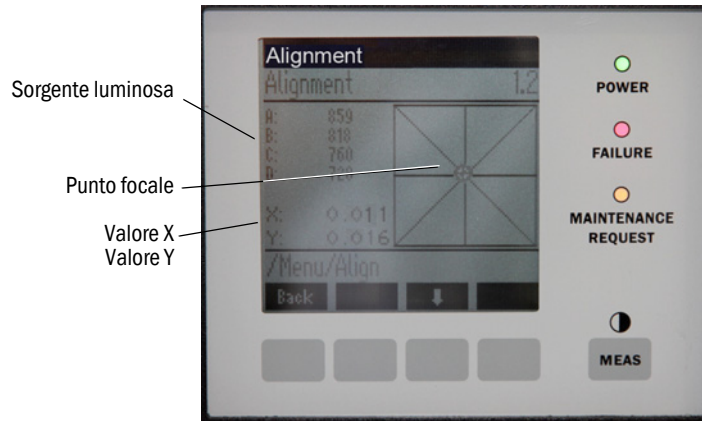 Sorgente luminosa
Punto focale
Valore X
Valore Y
Alignment
Alignment 1.2
A: 859
B: 818
C: 760
D: 728
X: 0.011
Y: 0.016
/Menu/Align
Back
POWER
FAILURE
MAINTENANCE
REQUEST
MEAS